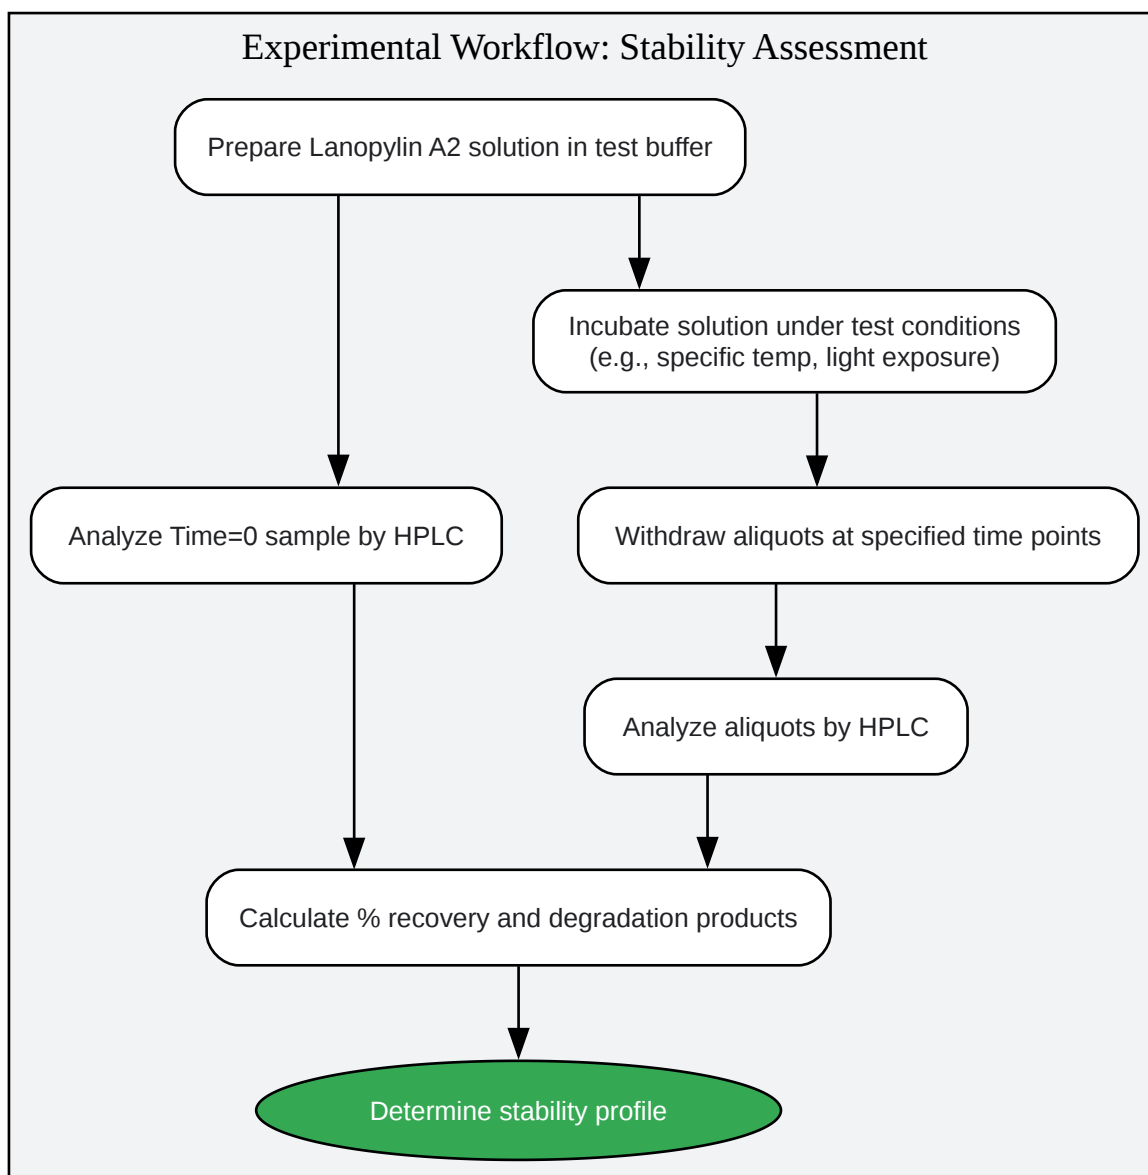 Experimental Workflow: Stability Assessment
Prepare Lanopylin A2 solution in test buffer
Incubate solution under test conditions
(e.g., specific temp, light exposure)
Analyze Time=0 sample by HPLC
Withdraw aliquots at specified time points
Analyze aliquots by HPLC
Calculate % recovery and degradation products
Determine stability profile